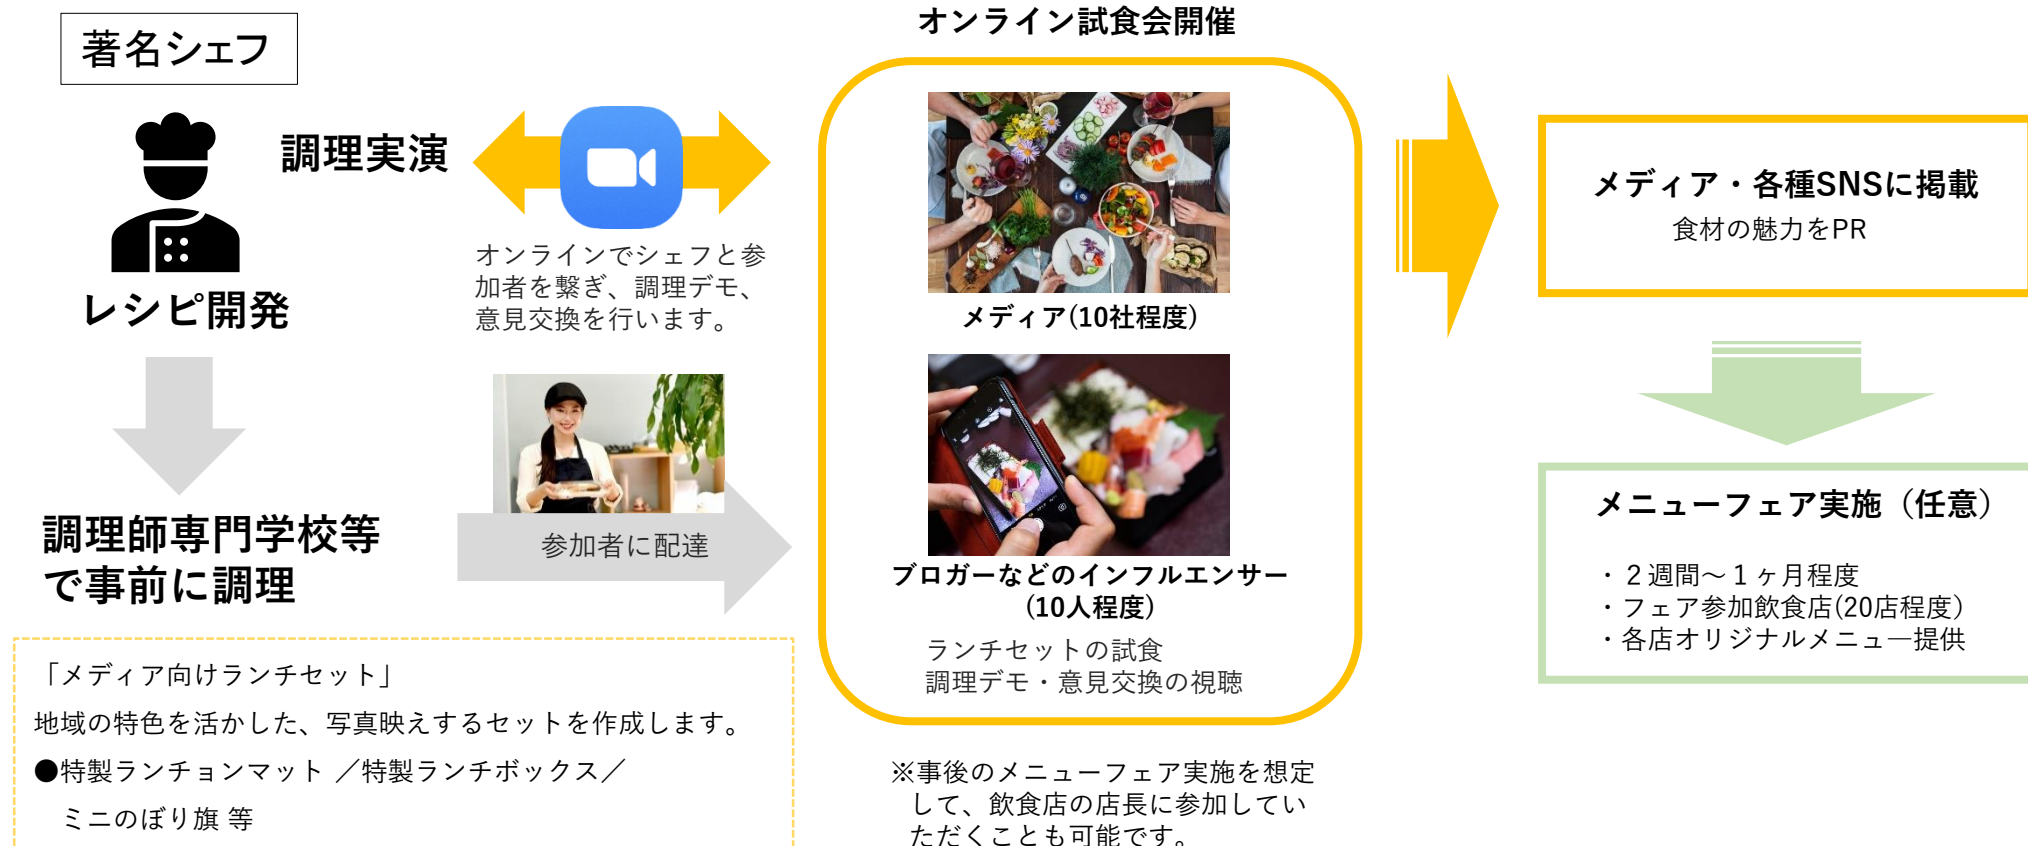 著名シェフ
調理実演
レシピ開発
オンラインでシェフと参
加者を繋ぎ、調理デモ、
意見交換を行います。
調理師専門学校等
で事前に調理
参加者に配達
「メディア向けランチセット」
地域の特色を活かした、写真映えするセットを作成します。
●特製ランチョンマット ／特製ランチボックス／
ミニのぼり旗 等
オンライン試食会開催
メディア(10社程度)
ブロガーなどのインフルエンサー
(10人程度)
ランチセットの試食
調理デモ・意見交換の視聴
※事後のメニューフェア実施を想定
して、飲食店の店長に参加してい
ただくことも可能です。
メディア・各種SNSに掲載
食材の魅力をPR
メニューフェア実施（任意）
・２週間～１ヶ月程度
・フェア参加飲食店(20店程度）
・各店オリジナルメニュ―提供